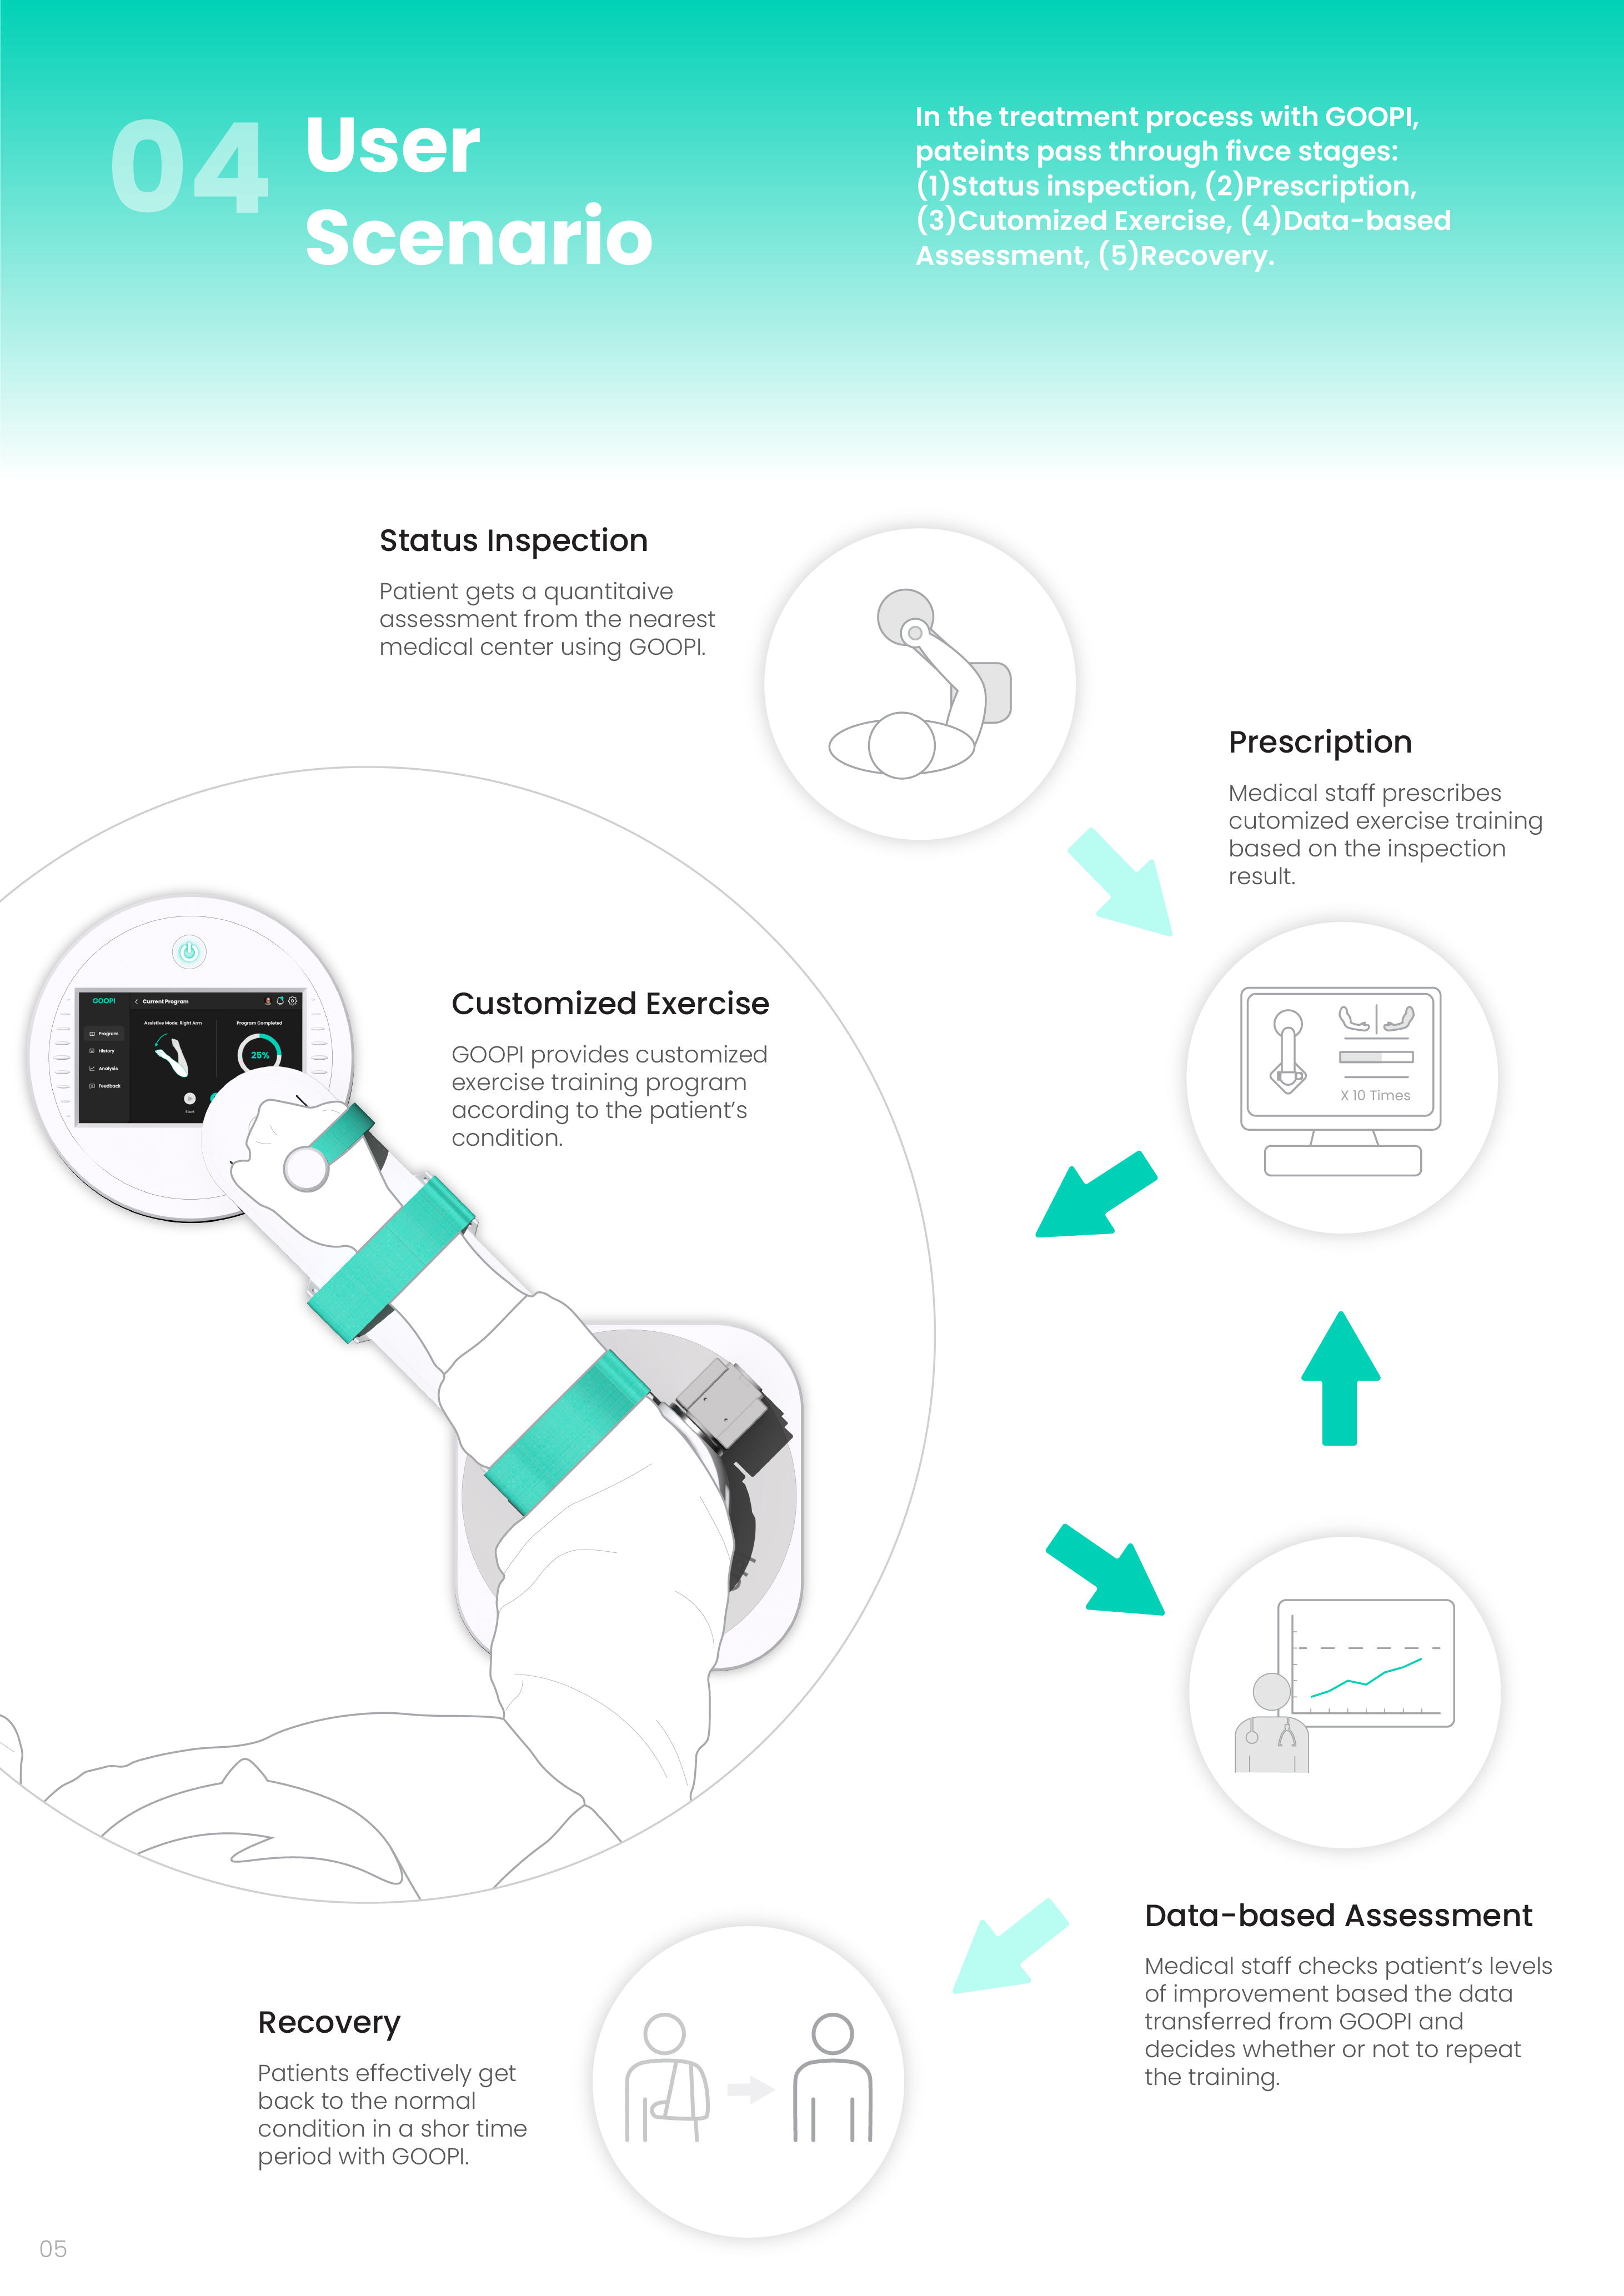 04
User
Scenario
In the treatment process with GOOPI,
pateints pass through fivce stages:
(1)Status inspection, (2)Prescription,
(3)Cutomized Exercise, (4)Data-based
Assessment, (5)Recovery.
Status Inspection
Patient gets a quantitaive
assessment from the nearest
medical center using GOOPI.
Prescription
Medical staff prescribes
cutomized exercise training
based on the inspection
result.
X 10 Times
GOOPI
Current Program
Program
History
Analysis
Feedback
Assistive Mode: Right Arm
Program Completed
25%
Start
Customized Exercise
GOOPI provides customized
exercise training program
according to the patient's
condition.
Data-based Assessment
Medical staff checks patient's levels
of improvement based the data
transferred from GOOPI and
decides whether or not to repeat
the training.
Recovery
Patients effectively get
back to the normal
condition in a shor time
period with GOOPI.
05